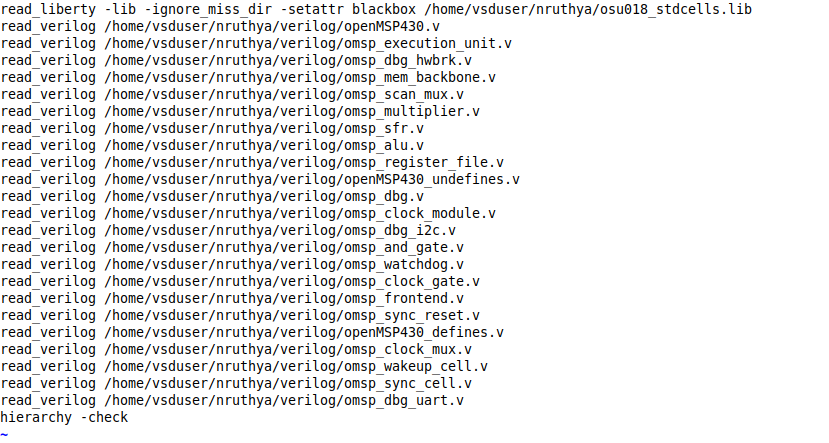 read_liberty -lib -ignore_miss_dir -setattr blackbox /home/vsduser/nruthya/osu018_stdcells.lib
read_verilog /home/vsduser/nruthya/verilog/openMSP430.v
read_verilog /home/vsduser/nruthya/verilog/omsp_execution_unit.v
read_verilog /home/vsduser/nruthya/verilog/omsp_dbg_hwbrk.v
read_verilog /home/vsduser/nruthya/verilog/omsp_mem_backbone.v
read_verilog /home/vsduser/nruthya/verilog/omsp_scan_mux.v
read_verilog /home/vsduser/nruthya/verilog/omsp_multiplier.v
read_verilog /home/vsduser/nruthya/verilog/omsp_sfr.v
read_verilog /home/vsduser/nruthya/verilog/omsp_alu.v
read_verilog /home/vsduser/nruthya/verilog/omsp_register_file.v
read_verilog /home/vsduser/nruthya/verilog/openMSP430_undefines.v
read_verilog /home/vsduser/nruthya/verilog/omsp_dbg.v
read_verilog /home/vsduser/nruthya/verilog/omsp_clock_module.v
read_verilog /home/vsduser/nruthya/verilog/omsp_dbg_i2c.v
read_verilog /home/vsduser/nruthya/verilog/omsp_and_gate.v
read_verilog /home/vsduser/nruthya/verilog/omsp_watchdog.v
read_verilog /home/vsduser/nruthya/verilog/omsp_clock_gate.v
read_verilog /home/vsduser/nruthya/verilog/omsp_frontend.v
read_verilog /home/vsduser/nruthya/verilog/omsp_sync_reset.v
read_verilog /home/vsduser/nruthya/verilog/openMSP430_defines.v
read_verilog /home/vsduser/nruthya/verilog/omsp_clock_mux.v
read_verilog /home/vsduser/nruthya/verilog/omsp_wakeup_cell.v
read_verilog /home/vsduser/nruthya/verilog/omsp_sync_cell.v
read_verilog /home/vsduser/nruthya/verilog/omsp_dbg_uart.v
hierarchy -check
~